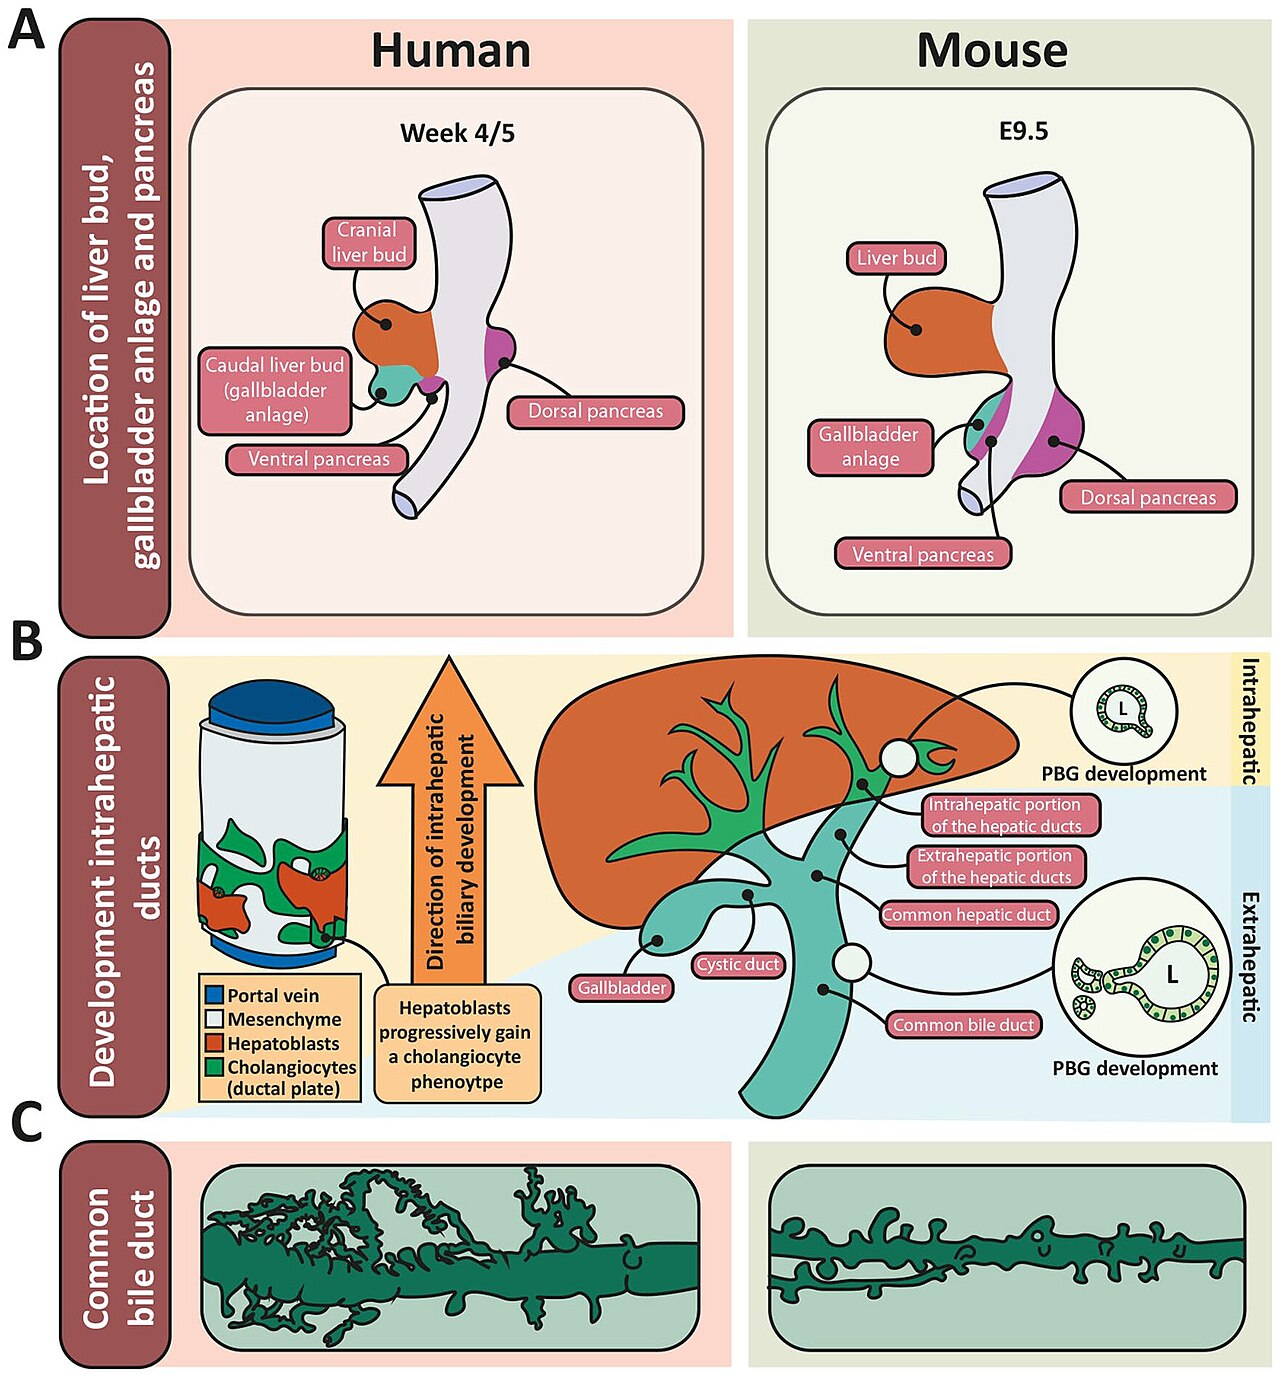 A
Location of liver bud,
gallbladder anlage and pancreas
Human
Week 4/5
Cranial
liver bud
Caudal liver bud
(gallbladder
anlage)
Ventral pancreas
Dorsal pancreas
Mouse
E9.5
Liver bud
Gallbladder
anlage
Dorsal pancreas
Ventral pancreas
B
Development intrahepatic
ducts
Portal vein
Mesenchyme
Hepatoblasts
Cholangiocytes
(ductal plate)
Direction of intrahepatic
biliary development
Hepatoblasts
progressively gain
a cholangiocyte
phenoytpe
L
PBG development
Intrahepatic portion
of the hepatic ducts
Extrahepatic portion
of the hepatic ducts
Common hepatic duct
Cystic duct
Gallbladder
Common bile duct
L
PBG development
Intrahepatic
Extrahepatic
C
Common
bile duct